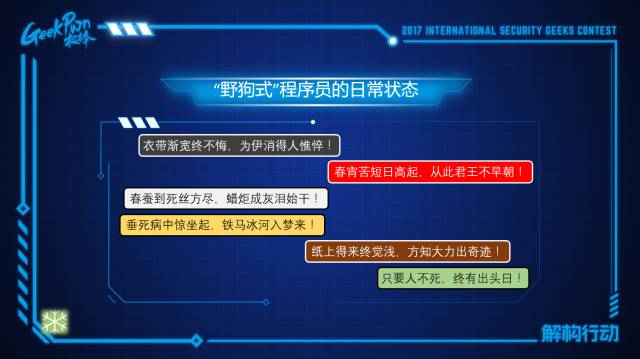 GeekPwn
极棒
2017 INTERNATIONAL SECURITY GEEKS CONTEST
“野狗式”程序员的日常状态
衣带渐宽终不悔，为伊消得人憔悴！
春宵苦短日高起，从此君王不早朝！
春蚕到死丝方尽，蜡炬成灰泪始干！
垂死病中惊坐起，铁马冰河入梦来！
纸上得来终觉浅，方知大力出奇迹！
只要人不死，终有出头日！
解构行动